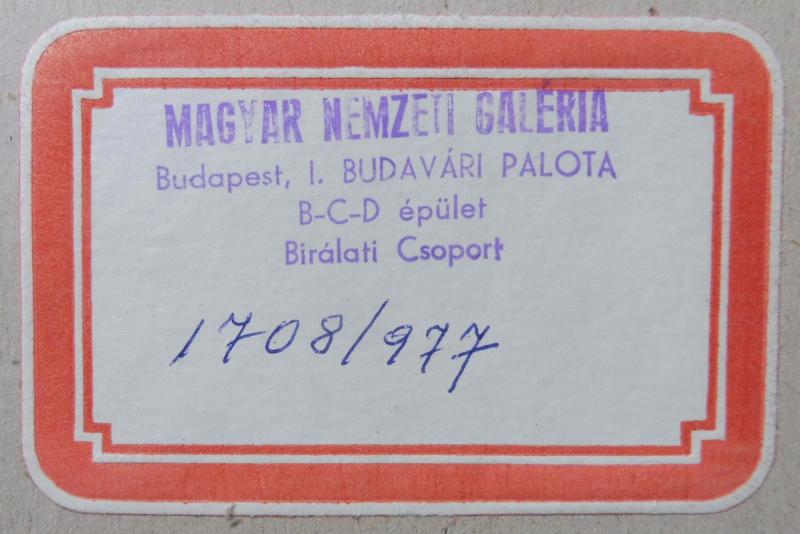 MAGYAR NEMZETI GALÉRIA
Budapest, I. BUDAVÁRI PALOTA
B-C-D épület
Birálati Csoport
1708/977